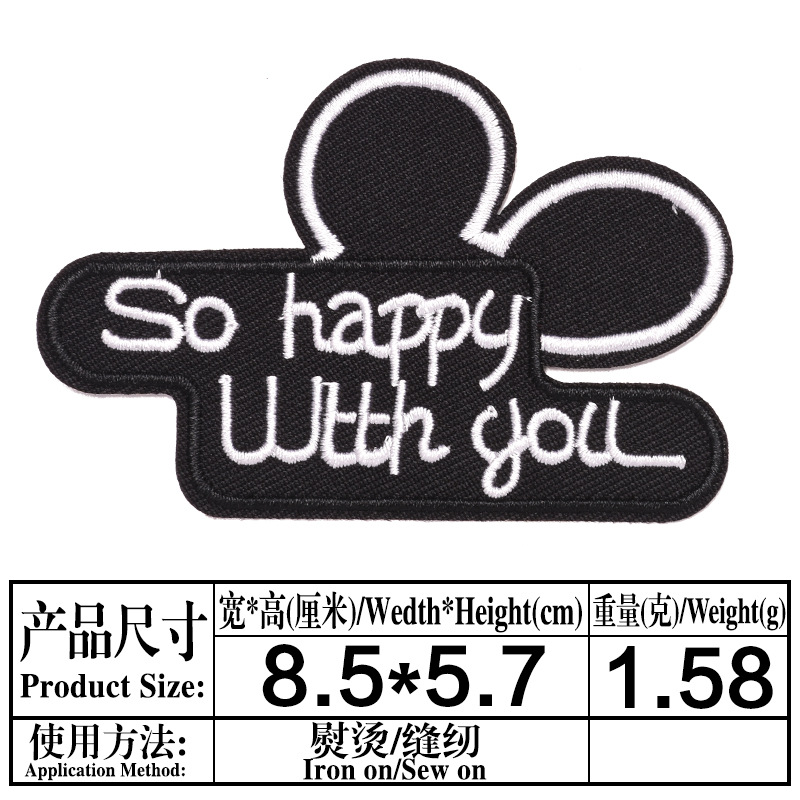 So happy
Wtth you
产品尺寸
Product Size:
宽*高(厘米)/Wedth*Height(cm)
重量(克)/Weight(g)
8.5*5.7
1.58
使用方法:
Application Method:
熨烫/缝纫
Iron on/Sew on